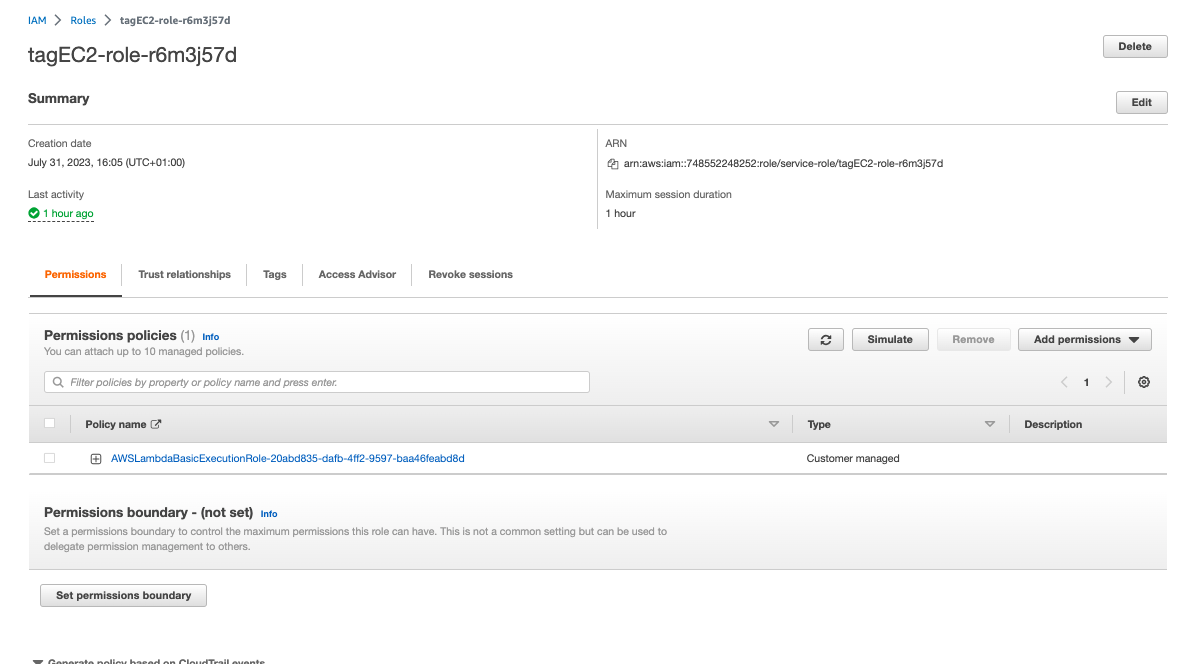 IAM > Roles > tagEC2-role-r6m3j57d
tagEC2-role-r6m3j57d
Delete
Summary
Edit
Creation date
July 31, 2023, 16:05 (UTC+01:00)
ARN
arn:aws:iam::748552248252:role/service-role/tagEC2-role-r6m3j57d
Last activity
1 hour ago
Maximum session duration
1 hour
Permissions Trust relationships Tags Access Advisor Revoke sessions
Permissions policies (1) Info
You can attach up to 10 managed policies.
Simulate Remove Add permissions
Filter policies by property or policy name and press enter.
1
Policy name Type Description
AWSLambdaBasicExecutionRole-20abd835-dafb-4ff2-9597-baa46feabd8d Customer managed
Permissions boundary - (not set) Info
Set a permissions boundary to control the maximum permissions this role can have. This is not a common setting but can be used to
delegate permission management to others.
Set permissions boundary
Generate policy based on CloudTrail events